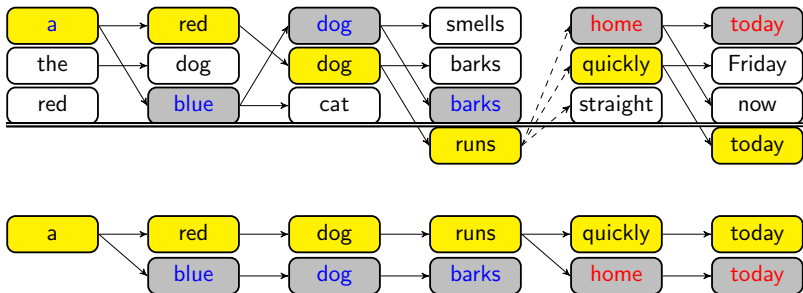 a red dog smells home today
the dog dog barks quickly Friday
red blue cat barks straight now
runs today
a red dog runs quickly today
blue dog barks home today